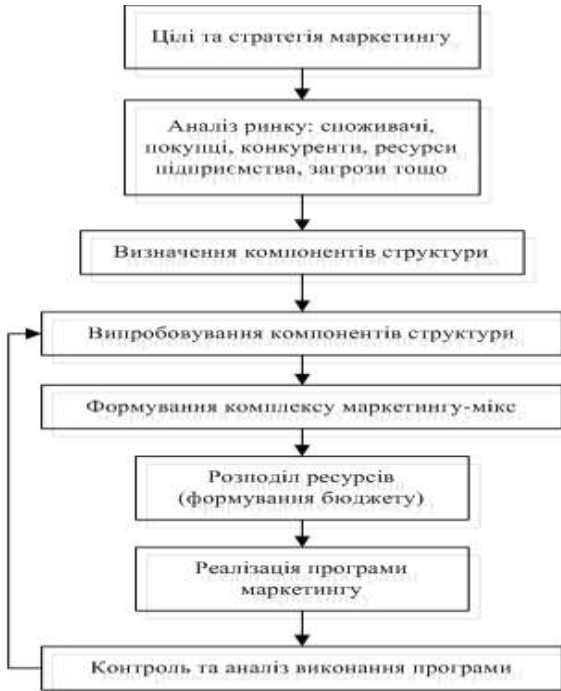 Цілі та стратегія маркетингу
Аналіз ринку: споживачі,
покупці, конкуренти, ресурси
підприємства, загрози тощо
Визначення компонентів структури
Випробовування компонентів структури
Формування комплексу маркетингу-мікс
Розподіл ресурсів
(формування бюджету)
Реалізація програми
маркетингу
Контроль та аналіз виконання програми